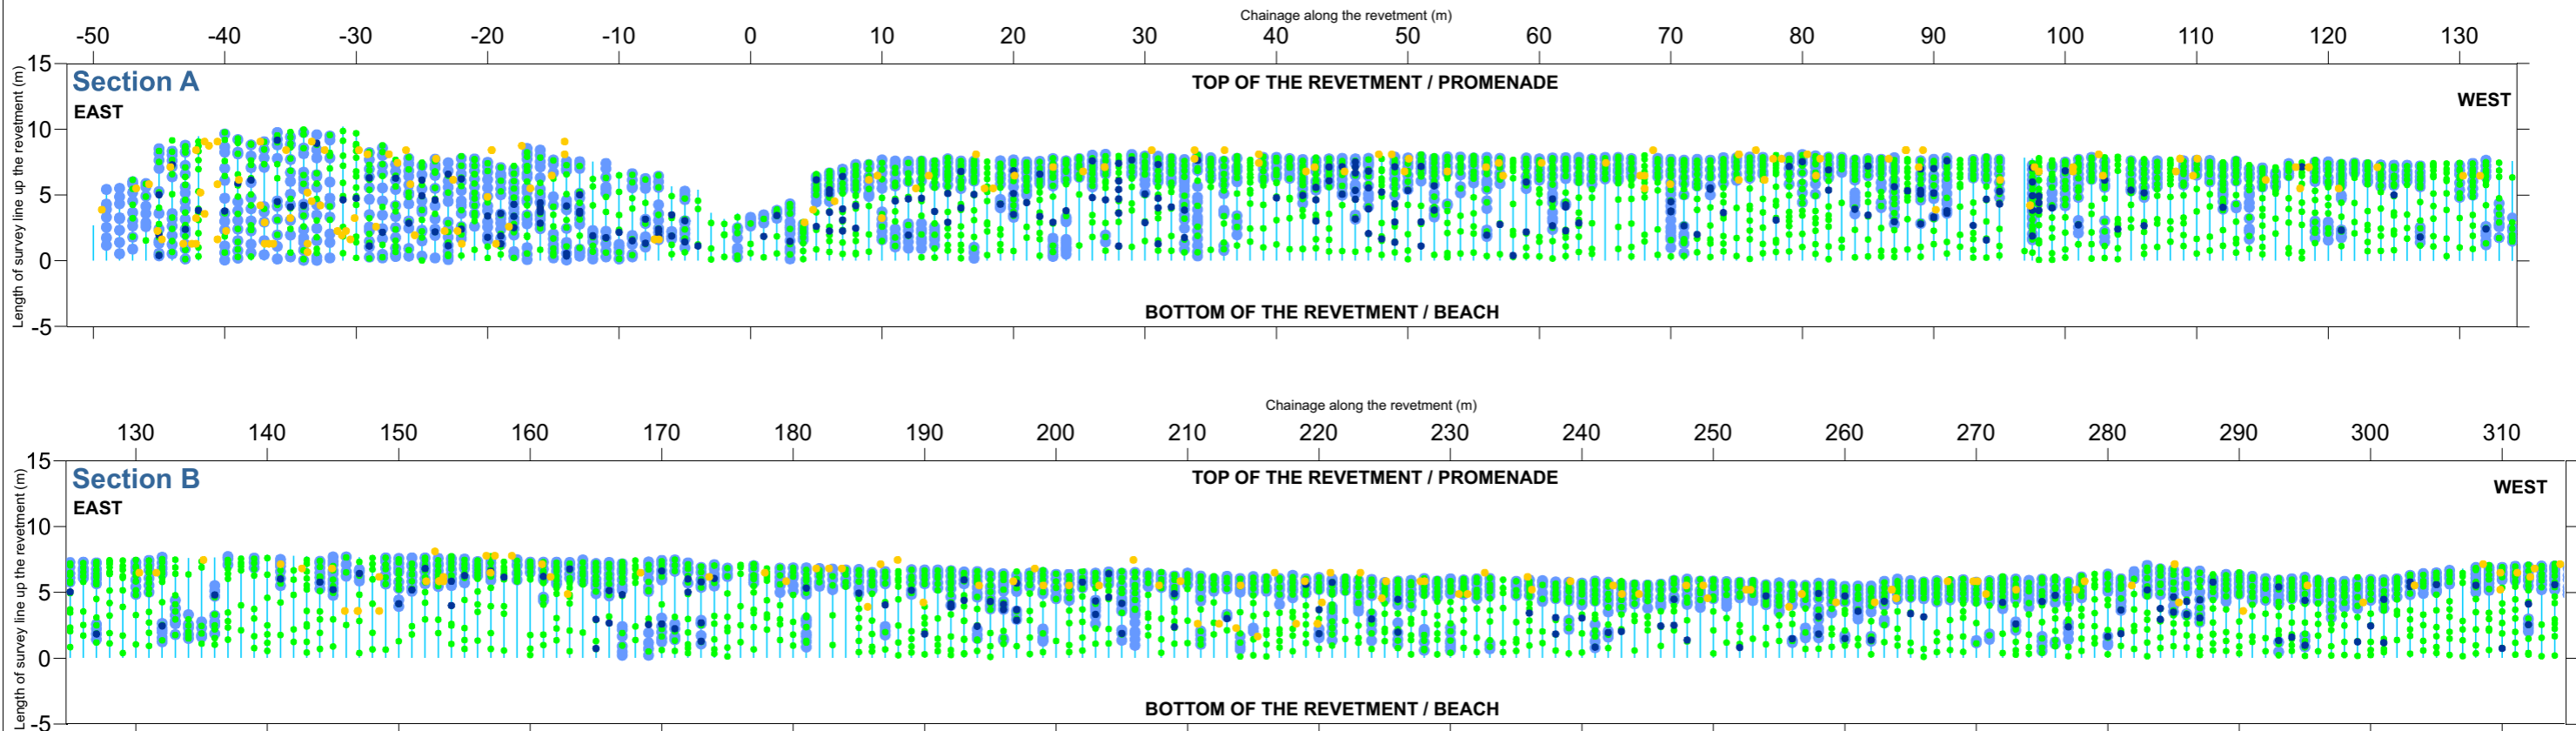 Chainage along the revetment (m)
-50 -40 -30 -20 -10 0 10 20 30 40 50 60 70 80 90 100 110 120 130
Length of survey line up the revetment (m)
15
10
5
0
-5
Section A
TOP OF THE REVETMENT / PROMENADE
EAST
WEST
BOTTOM OF THE REVETMENT / BEACH
Chainage along the revetment (m)
130 140 150 160 170 180 190 200 210 220 230 240 250 260 270 280 290 300 310
Length of survey line up the revetment (m)
15
10
5
0
-5
Section B
TOP OF THE REVETMENT / PROMENADE
EAST
WEST
BOTTOM OF THE REVETMENT / BEACH